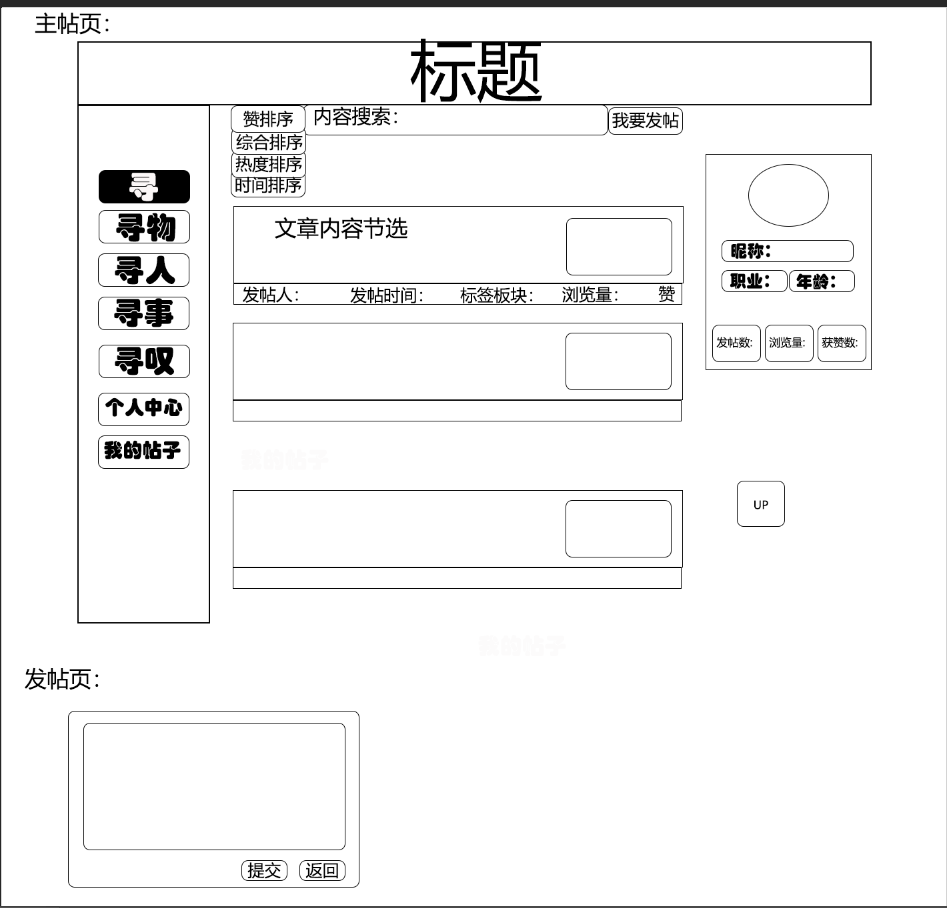 主帖页：
标题
赞排序
内容搜索：
我要发帖
综合排序
热度排序
时间排序
寻
寻物
寻人
寻事
寻叹
个人中心
我的帖子
文章内容节选
发帖人：
发帖时间：
标签板块：
浏览量：
赞
昵称：
职业：
年龄：
发帖数：
浏览量：
获赞数：
我的帖子
UP
我的帖子
发帖页：
提交
返回